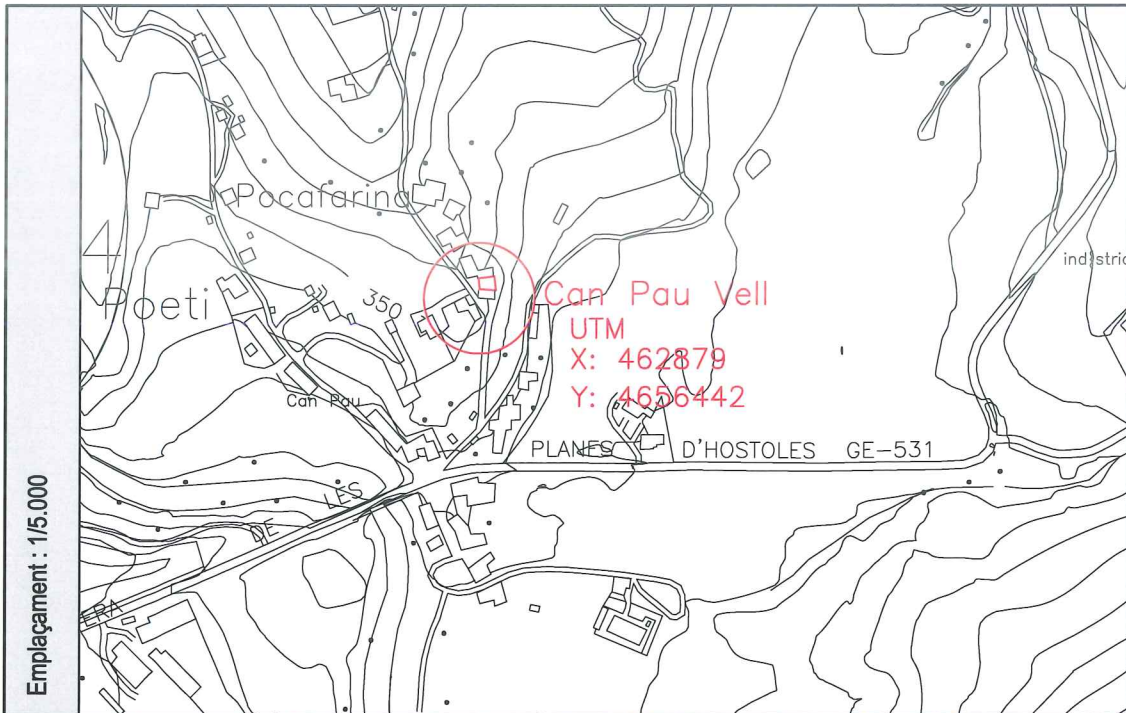 Emplaçament : 1/5.000
Pocafarina
4
Poeti
350
Can Pau Vell
UTM
X: 462879
Y: 4656442
Can Pau
ERA DE LES PLANES D'HOSTOLES GE-531